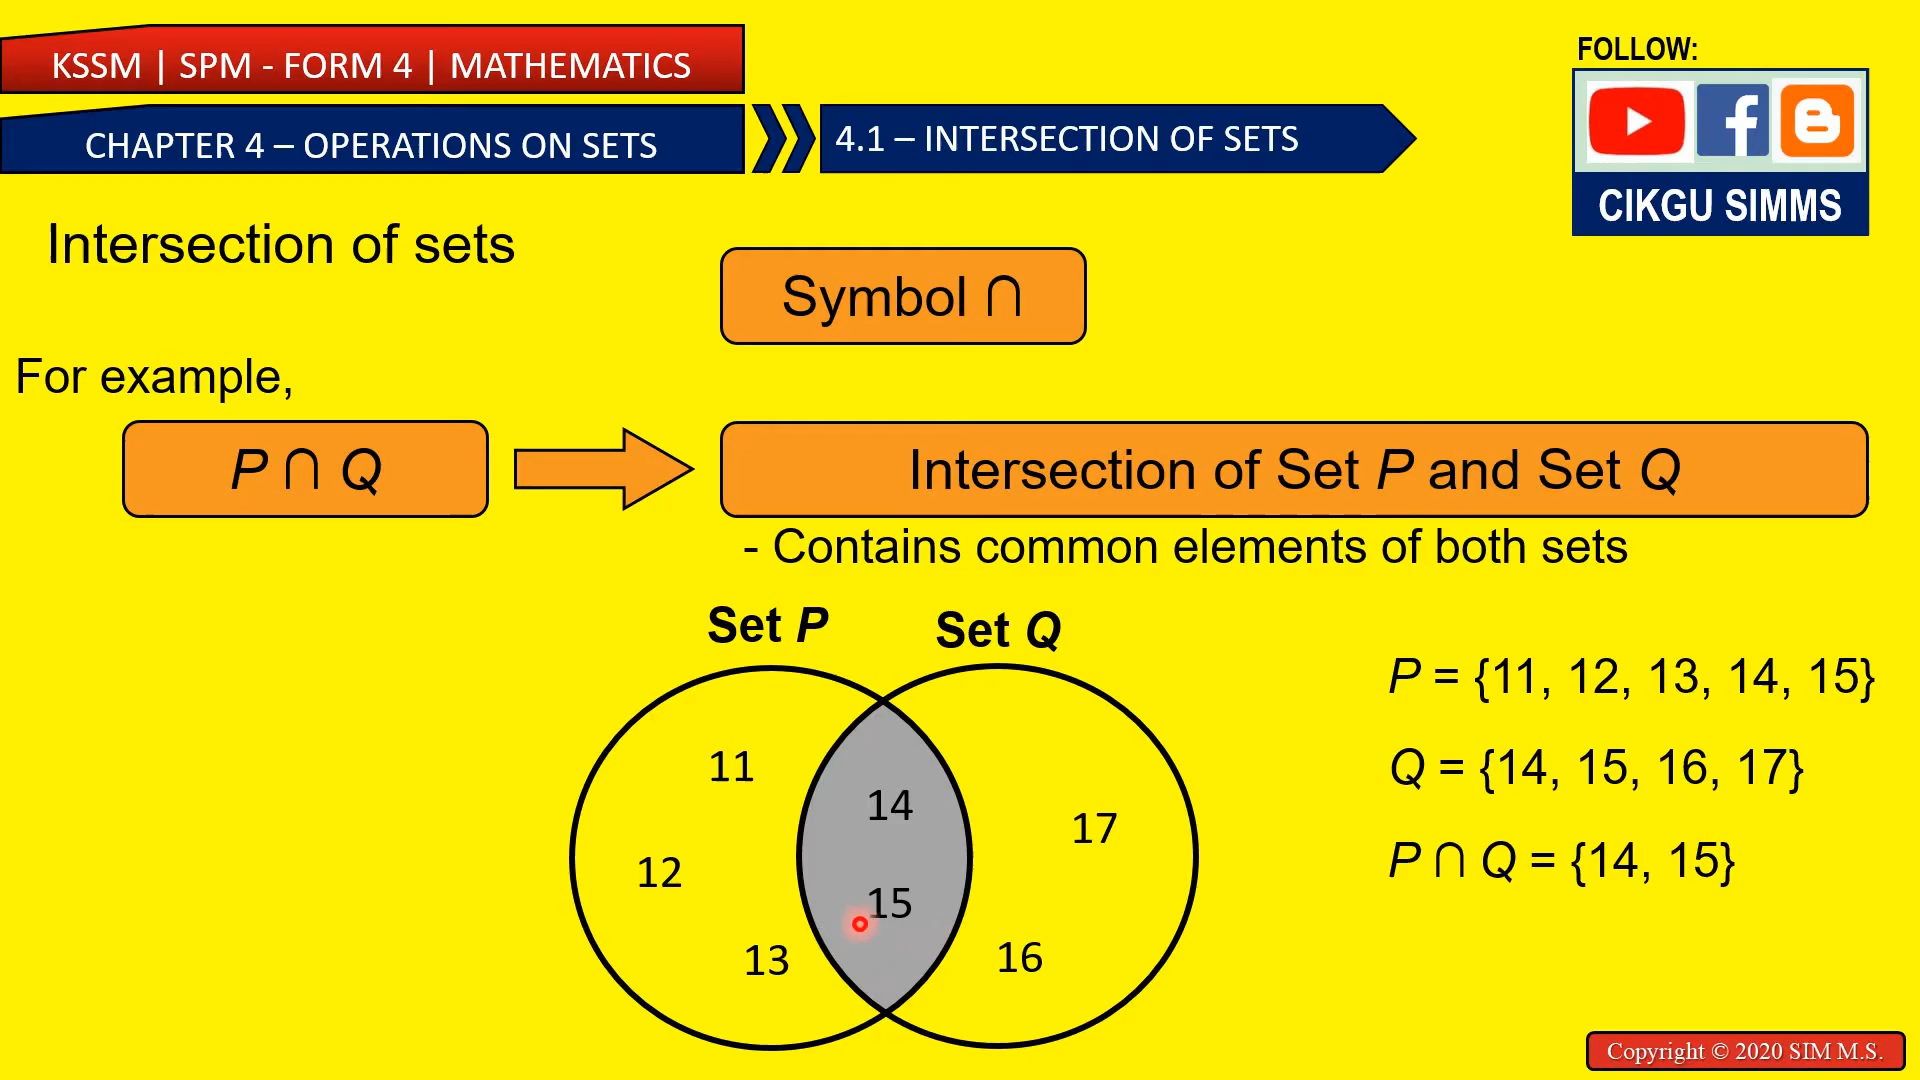 KSSM | SPM - FORM 4 | MATHEMATICS
FOLLOW:
CHAPTER 4 – OPERATIONS ON SETS
4.1 – INTERSECTION OF SETS
CIKGU SIMMS
Intersection of sets
Symbol ∩
For example,
P ∩ Q
Intersection of Set P and Set Q
- Contains common elements of both sets
Set P
Set Q
P = {11, 12, 13, 14, 15}
Q = {14, 15, 16, 17}
P ∩ Q = {14, 15}
11
14
17
12
15
13
16
Copyright © 2020 SIM M.S.